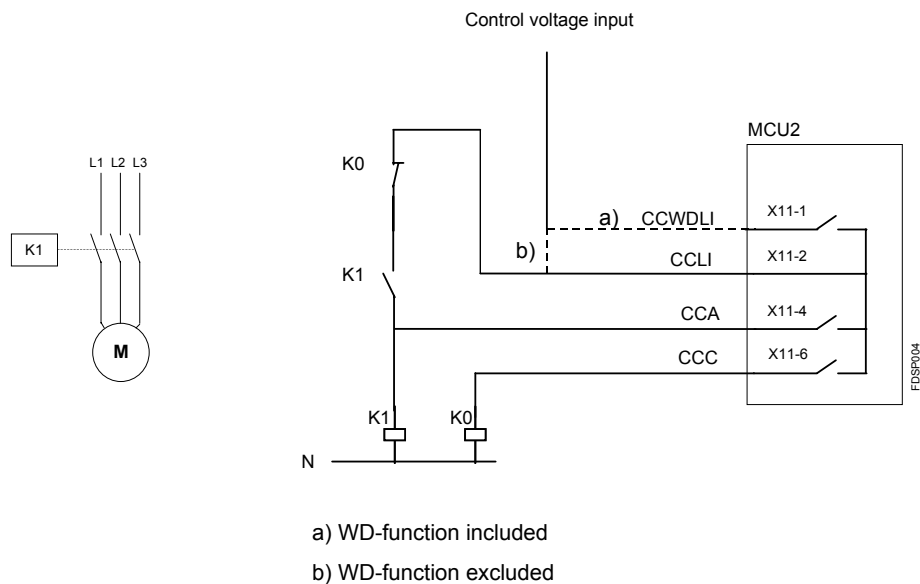 Control voltage input
MCU2
K0
L1 L2 L3
a) CCWDLI X11-1
K1
b)
CCLI X11-2
K1
CCA X11-4
M
CCC X11-6
FDSP004
K1 K0
N
a) WD-function included
b) WD-function excluded